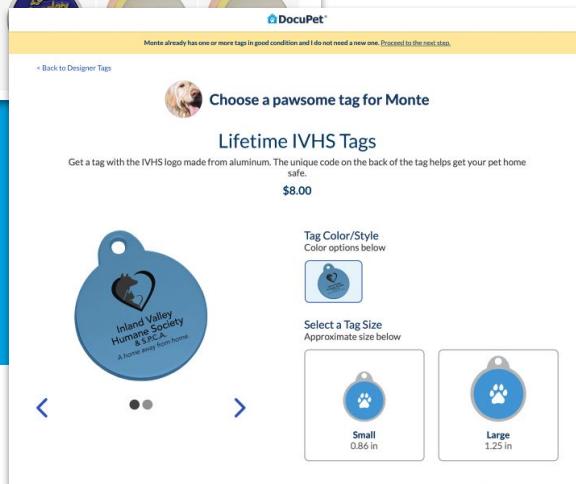 DocuPet
Monte already has one or more tags in good condition and I do not need a new one. Proceed to the next step.
< Back to Designer Tags
Choose a pawsome tag for Monte
Lifetime IVHS Tags
Get a tag with the IVHS logo made from aluminum. The unique code on the back of the tag helps get your pet home
safe.
$8.00
Inland Valley
Humane Society
& S.P.C.A.
A home away from home.
Tag Color/Style
Color options below
Select a Tag Size
Approximate size below
Small
0.86 in
Large
1.25 in